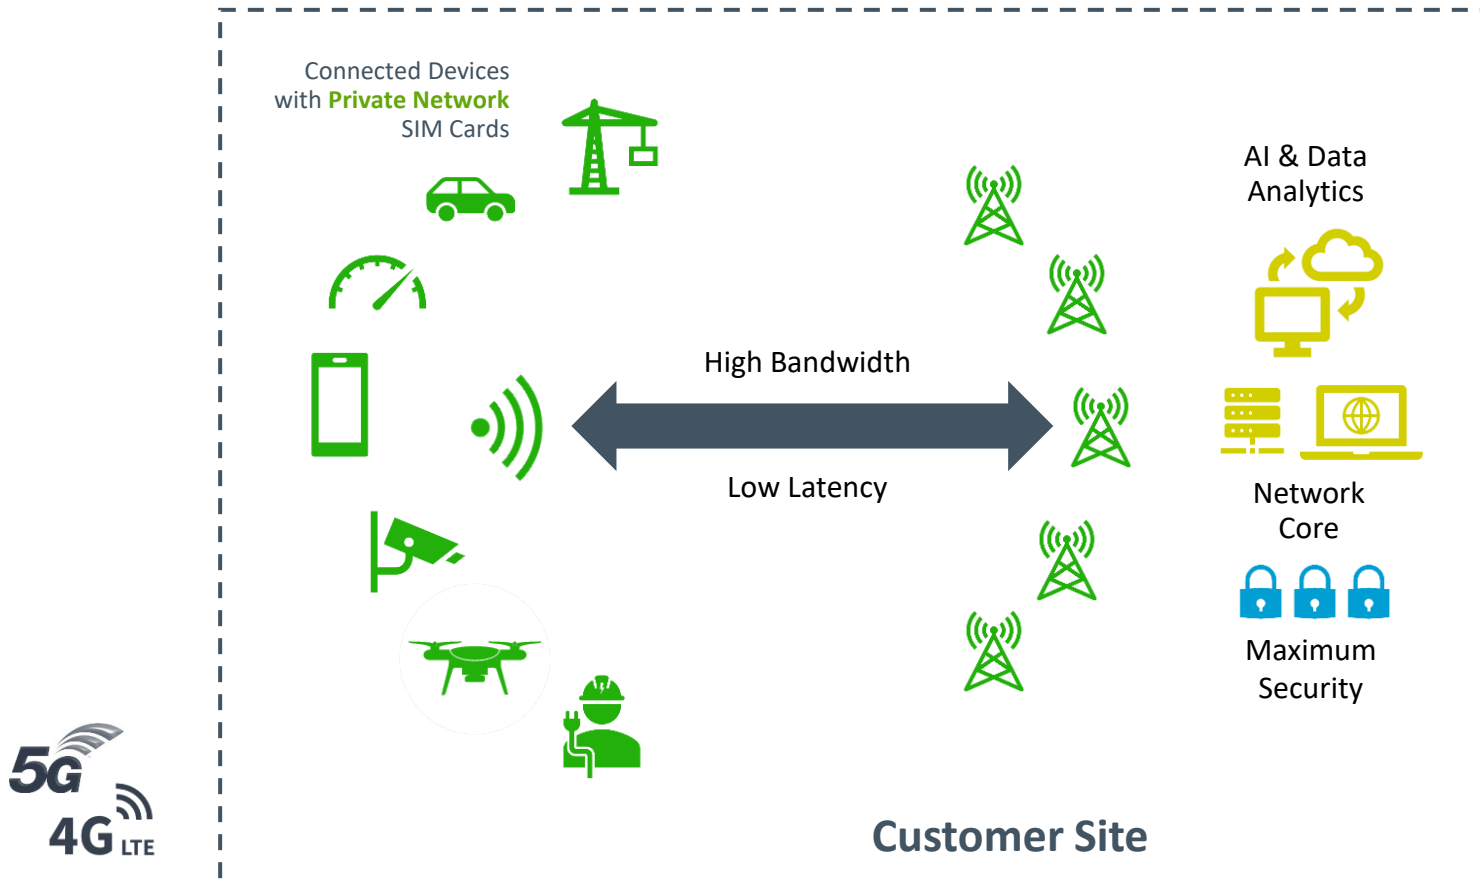 Connected Devices
with Private Network
SIM Cards
AI & Data
Analytics
High Bandwidth
Low Latency
Network
Core
Maximum
Security
5G
4G LTE
Customer Site